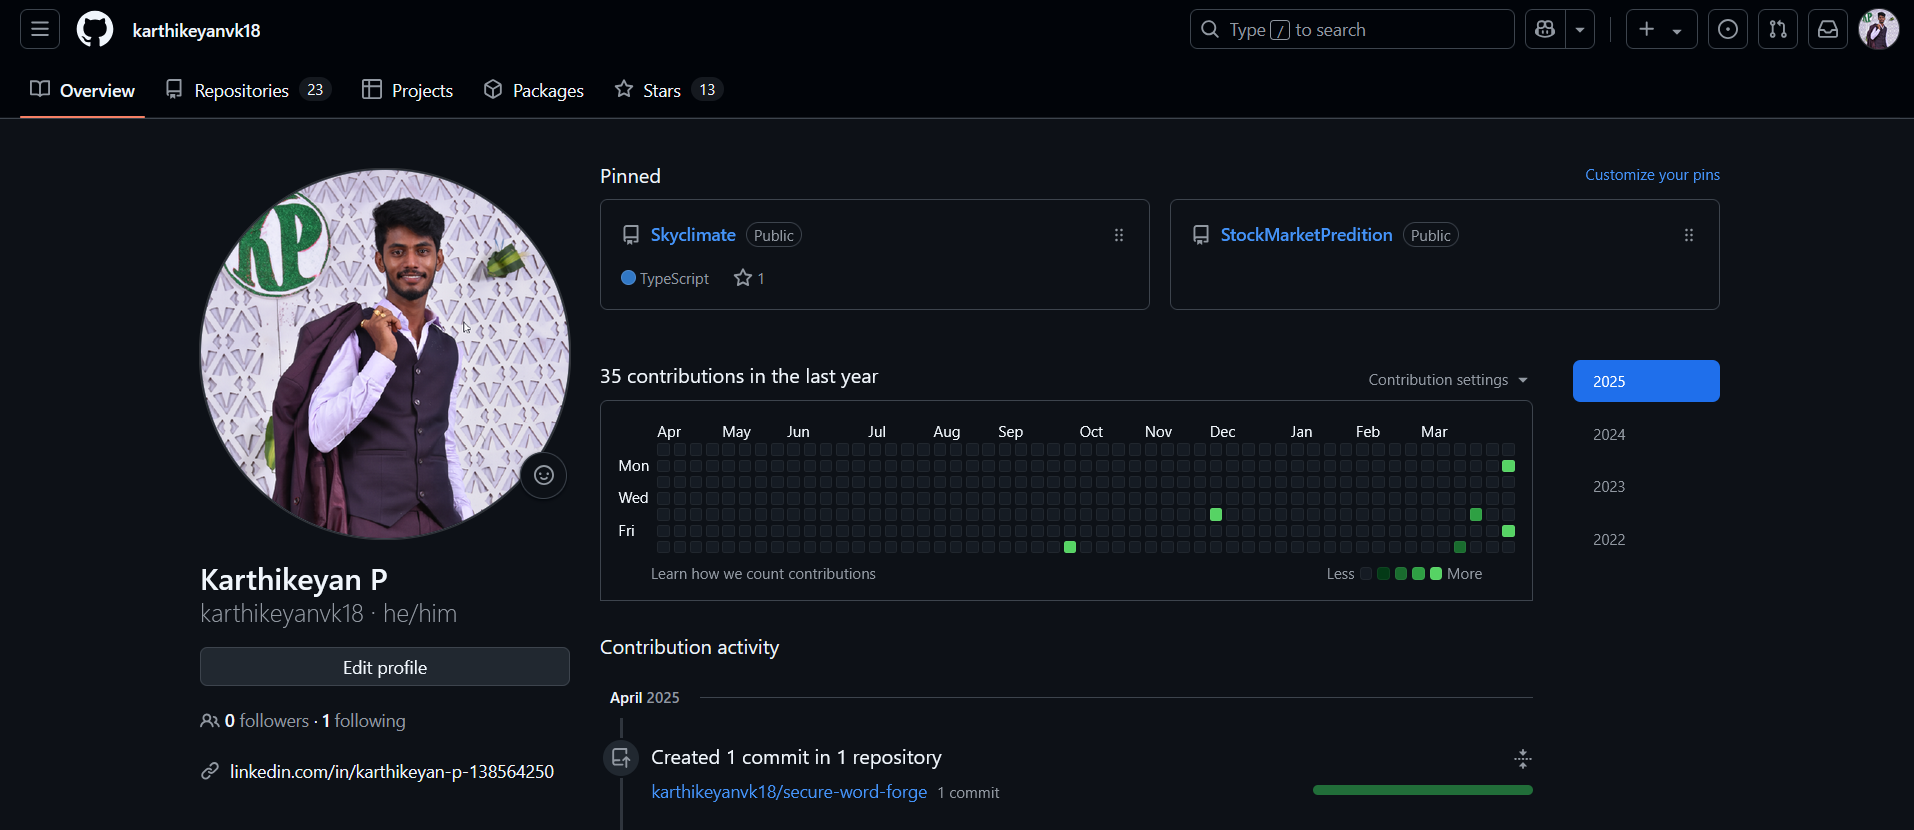 karthikeyanvk18
Type / to search
Overview
Repositories 23
Projects
Packages
Stars 13
KP
Karthikeyan P
karthikeyanvk18 · he/him
Edit profile
0 followers · 1 following
linkedin.com/in/karthikeyan-p-138564250
Pinned
Customize your pins
Skyclimate Public
TypeScript 1
StockMarketPredition Public
35 contributions in the last year
Contribution settings
2025
2024
2023
2022
Apr May Jun Jul Aug Sep Oct Nov Dec Jan Feb Mar
Mon
Wed
Fri
Learn how we count contributions
Less More
Contribution activity
April 2025
Created 1 commit in 1 repository
karthikeyanvk18/secure-word-forge 1 commit